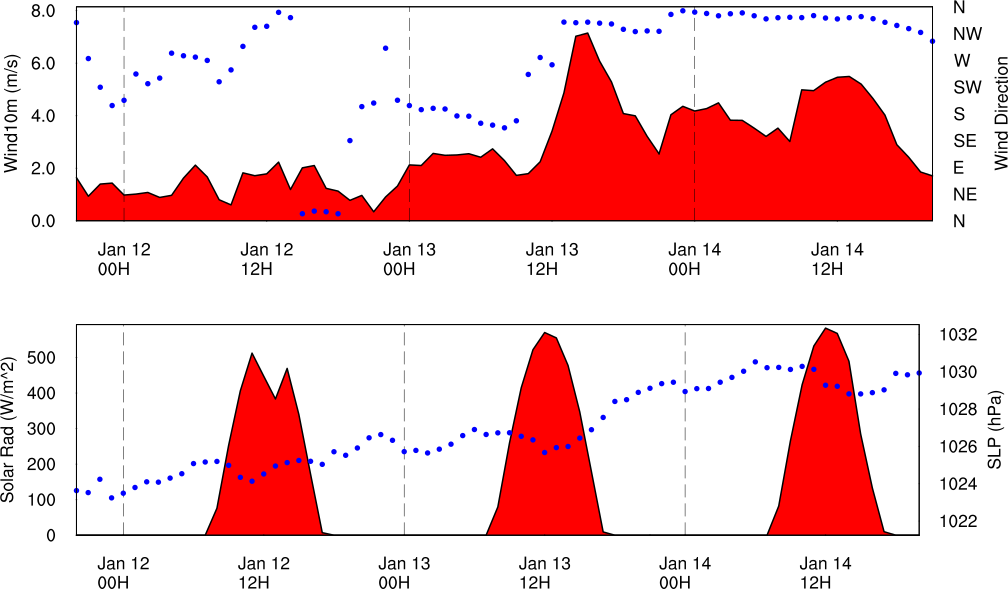 8.0
6.0
4.0
2.0
0.0
Wind10m (m/s)
N
NW
W
SW
S
SE
E
NE
N
Wind Direction
Jan 12 Jan 12 Jan 13 Jan 13 Jan 14 Jan 14
00H 12H 00H 12H 00H 12H
500
400
300
200
100
0
Solar Rad (W/m^2)
1032
1030
1028
1026
1024
1022
SLP (hPa)
Jan 12 Jan 12 Jan 13 Jan 13 Jan 14 Jan 14
00H 12H 00H 12H 00H 12H